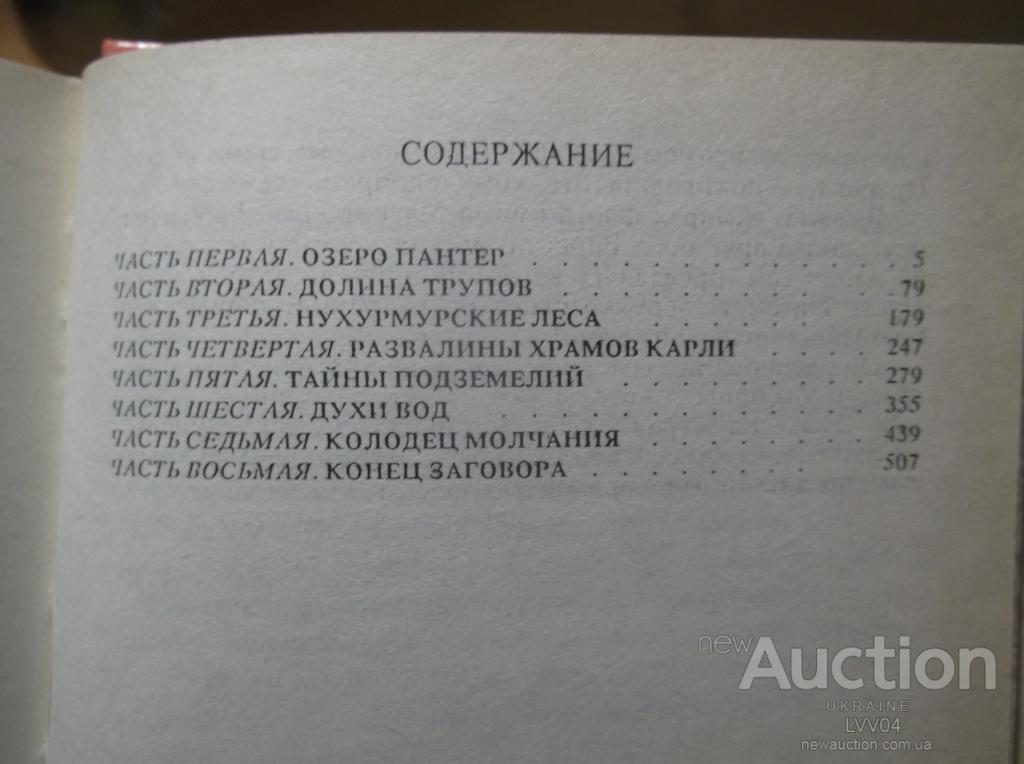 СОДЕРЖАНИЕ
ЧАСТЬ ПЕРВАЯ. ОЗЕРО ПАНТЕР . . . . . . . . . . . . . 5
ЧАСТЬ ВТОРАЯ. ДОЛИНА ТРУПОВ . . . . . . . . . . . 79
ЧАСТЬ ТРЕТЬЯ. НУХУРМУРСКИЕ ЛЕСА . . . . . . . 179
ЧАСТЬ ЧЕТВЕРТАЯ. РАЗВАЛИНЫ ХРАМОВ КАРЛИ . . . . 247
ЧАСТЬ ПЯТАЯ. ТАЙНЫ ПОДЗЕМЕЛИЙ . . . . . . . . . 279
ЧАСТЬ ШЕСТАЯ. ДУХИ ВОД . . . . . . . . . . . . . 355
ЧАСТЬ СЕДЬМАЯ. КОЛОДЕЦ МОЛЧАНИЯ . . . . . . . . 439
ЧАСТЬ ВОСЬМАЯ. КОНЕЦ ЗАГОВОРА . . . . . . . . 507
newAuction
UKRAINE
LVV04
newauction.com.ua